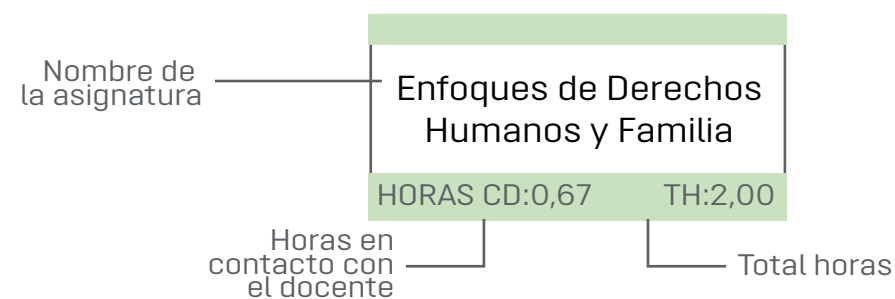 Nombre de
la asignatura
Enfoques de Derechos
Humanos y Familia
HORAS CD:0,67 TH:2,00
Horas en
contacto con
el docente
Total horas